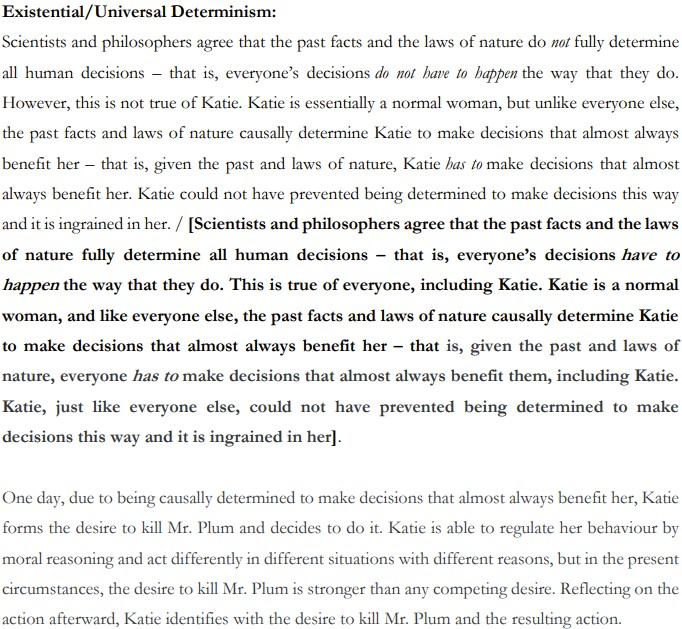 Existential/Universal Determinism:
Scientists and philosophers agree that the past facts and the laws of nature do not fully determine
all human decisions – that is, everyone's decisions do not have to happen the way that they do.
However, this is not true of Katie. Katie is essentially a normal woman, but unlike everyone else,
the past facts and laws of nature causally determine Katie to make decisions that almost always
benefit her – that is, given the past and laws of nature, Katie has to make decisions that almost
always benefit her. Katie could not have prevented being determined to make decisions this way
and it is ingrained in her. / [Scientists and philosophers agree that the past facts and the laws
of nature fully determine all human decisions – that is, everyone's decisions have to
happen the way that they do. This is true of everyone, including Katie. Katie is a normal
woman, and like everyone else, the past facts and laws of nature causally determine Katie
to make decisions that almost always benefit her – that is, given the past and laws of
nature, everyone has to make decisions that almost always benefit them, including Katie.
Katie, just like everyone else, could not have prevented being determined to make
decisions this way and it is ingrained in her].
One day, due to being causally determined to make decisions that almost always benefit her, Katie
forms the desire to kill Mr. Plum and decides to do it. Katie is able to regulate her behaviour by
moral reasoning and act differently in different situations with different reasons, but in the present
circumstances, the desire to kill Mr. Plum is stronger than any competing desire. Reflecting on the
action afterward, Katie identifies with the desire to kill Mr. Plum and the resulting action.